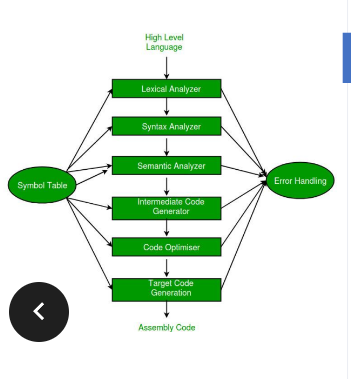 High Level
Language
Lexical Analyzer
Syntax Analyzer
Semantic Analyzer
Symbol Table
Error Handling
Intermediate Code
Generator
Code Optimiser
Target Code
Generation
Assembly Code